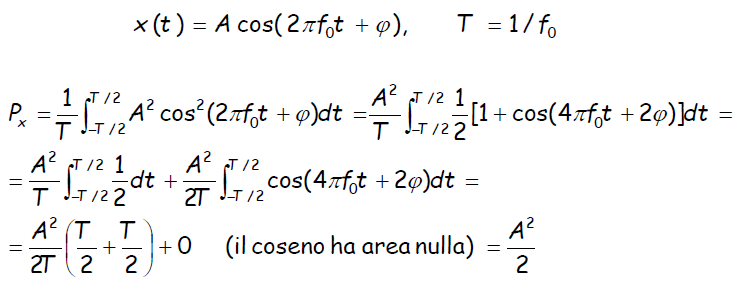 x(t) = A cos(2πf₀t + φ), T = 1/f₀
Pₓ = 1/T ∫_{-T/2}^{T/2} A² cos²(2πf₀t + φ)dt = A²/T ∫_{-T/2}^{T/2} 1/2 [1 + cos(4πf₀t + 2φ)]dt =
= A²/T ∫_{-T/2}^{T/2} 1/2 dt + A²/2T ∫_{-T/2}^{T/2} cos(4πf₀t + 2φ)dt =
= A²/2T (T/2 + T/2) + 0 (il coseno ha area nulla) = A²/2